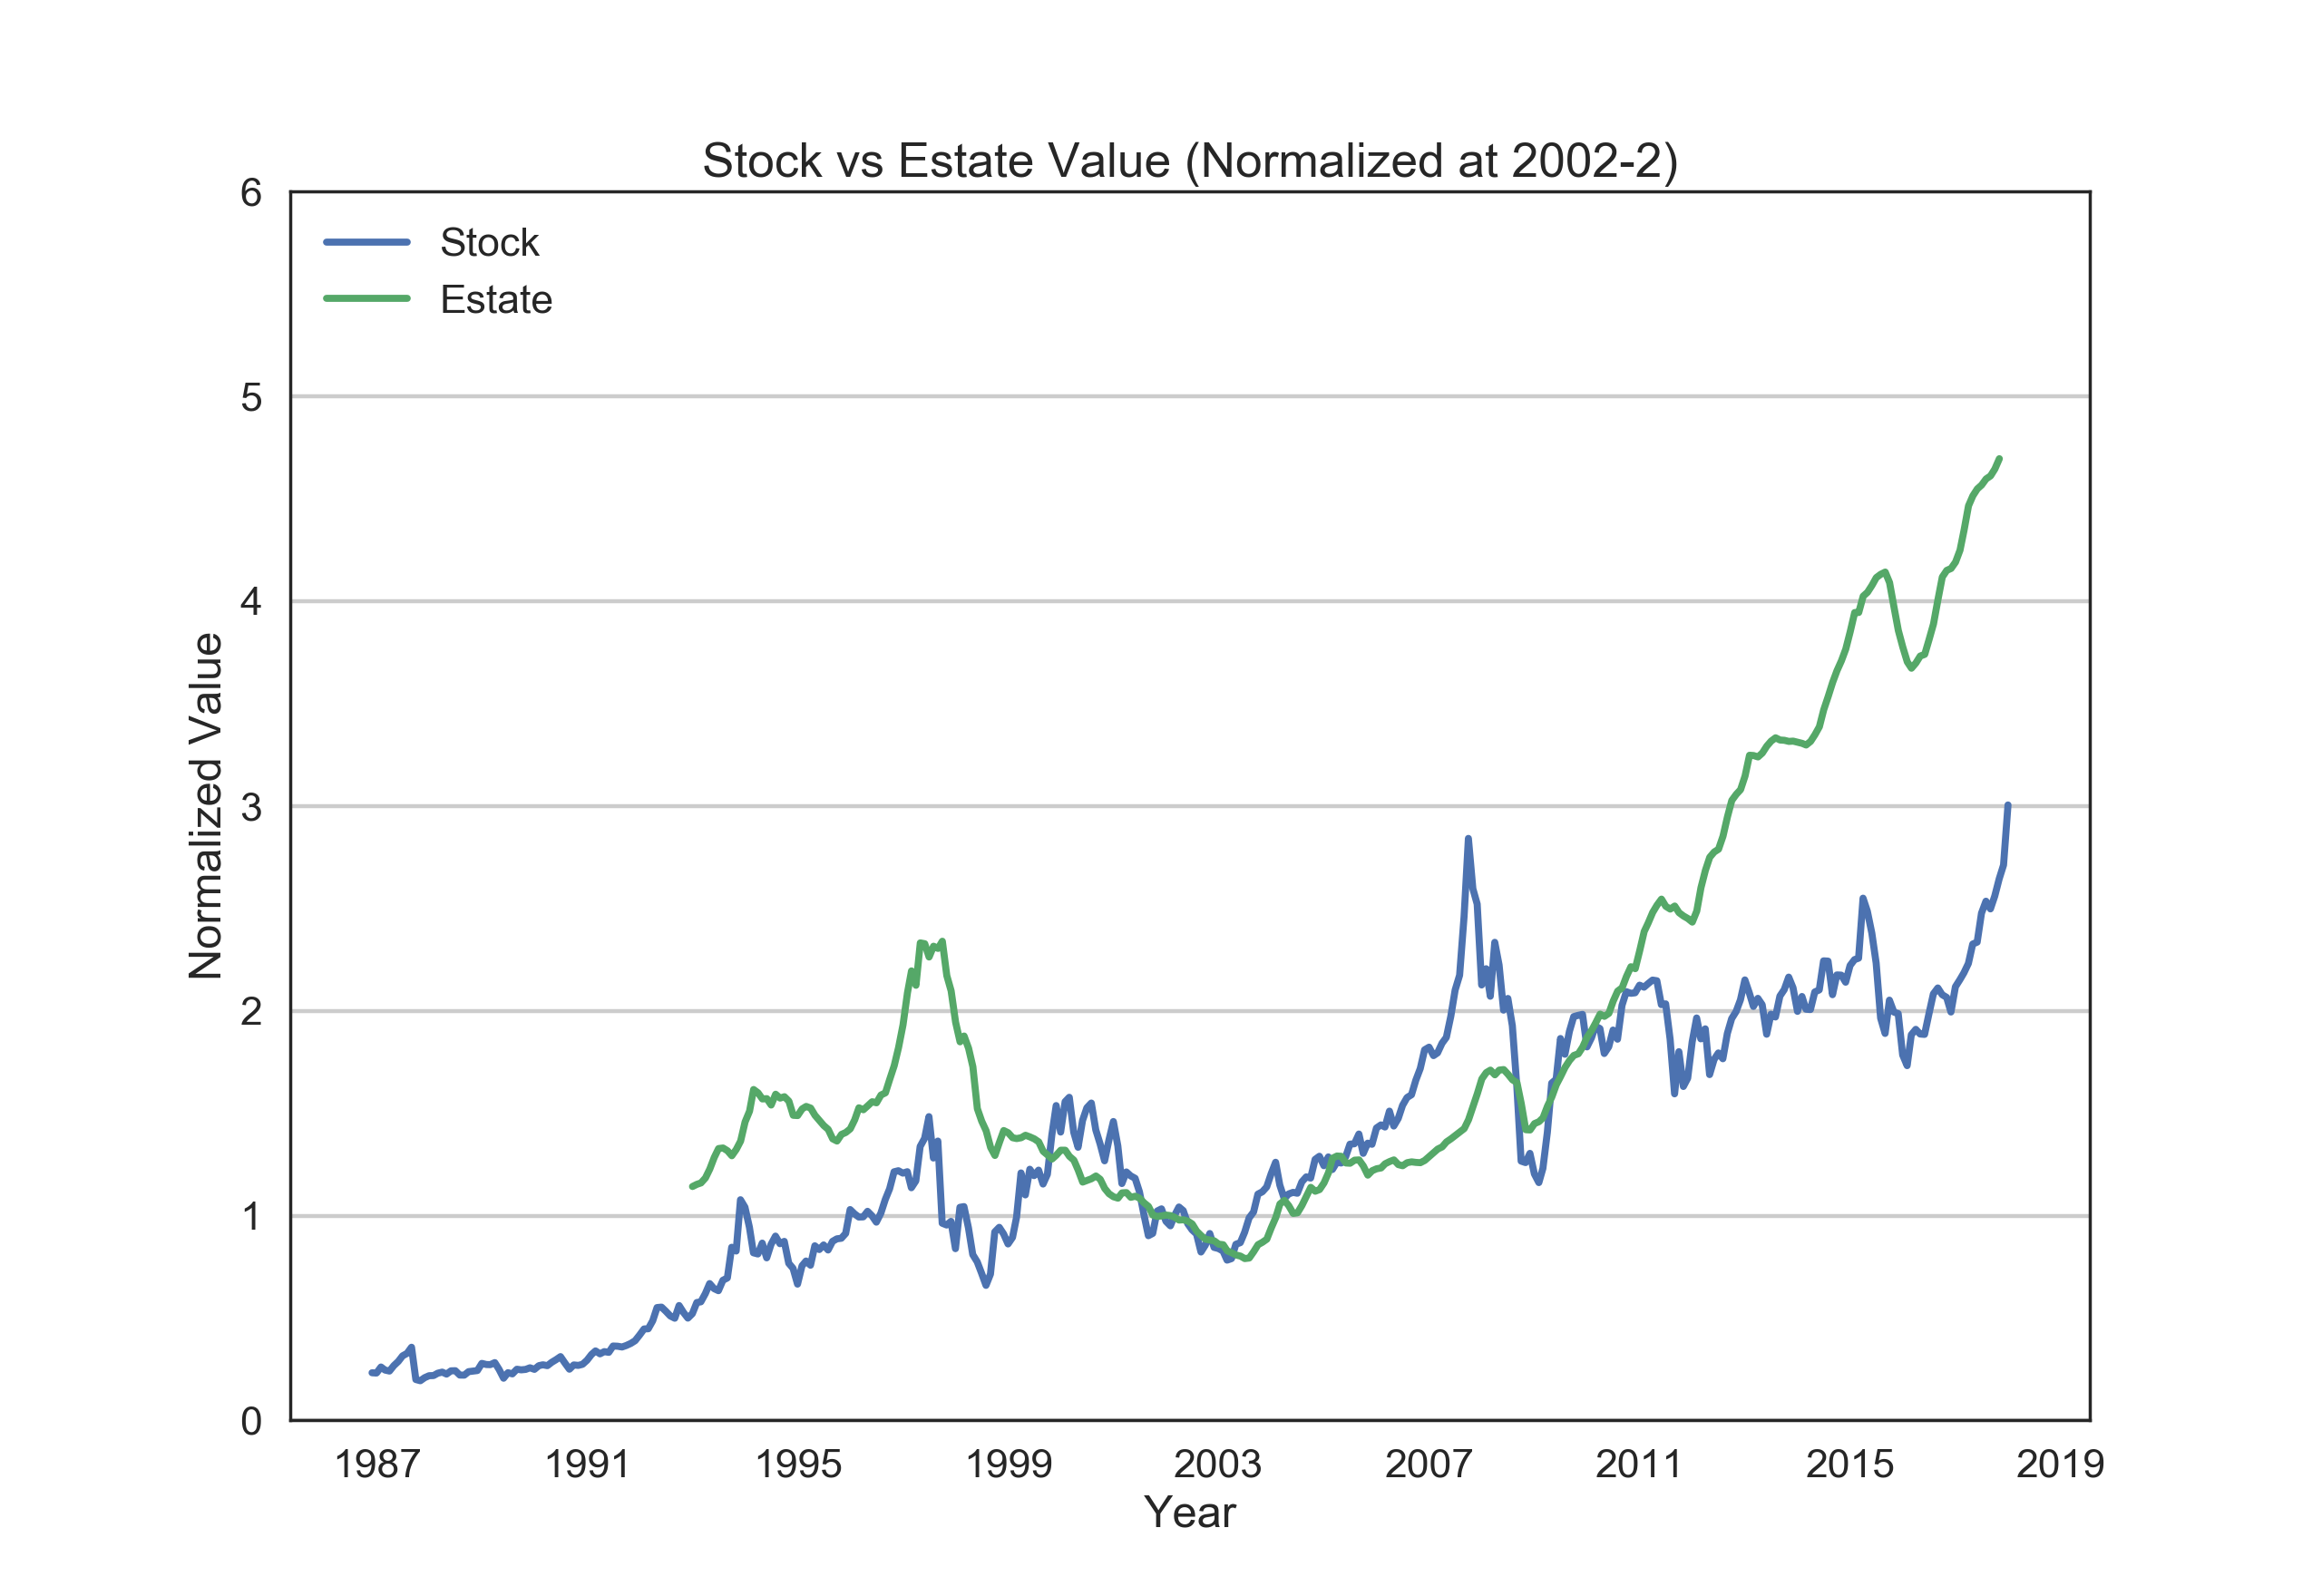 Stock vs Estate Value (Normalized at 2002-2)
6
Stock
Estate
5
4
3
2
1
0
Normalized Value
1987 1991 1995 1999 2003 2007 2011 2015 2019
Year